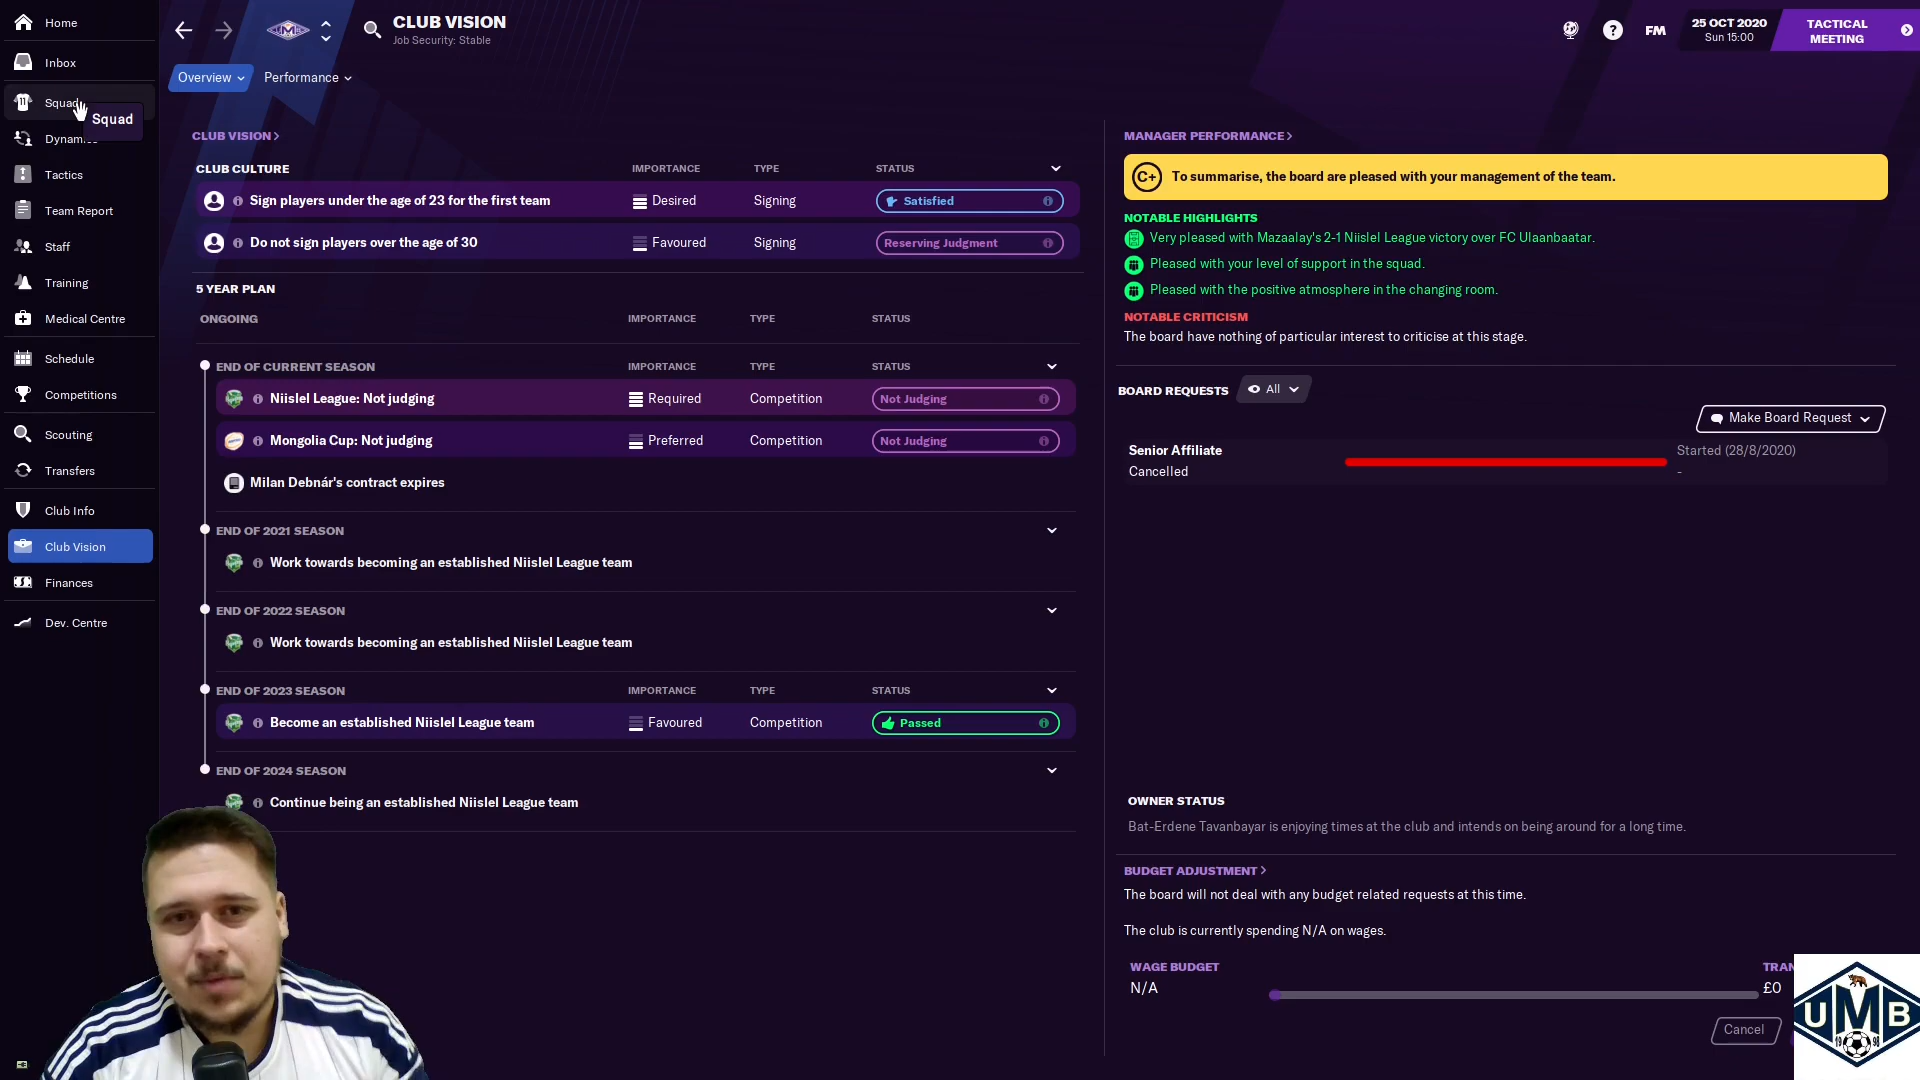 Home
Inbox
Squad
Squad
Dynamics
Tactics
Team Report
Staff
Training
Medical Centre
Schedule
Competitions
Scouting
Transfers
Club Info
Club Vision
Finances
Dev. Centre
CLUB VISION
Job Security: Stable
FM
25 OCT 2020
Sun 15:00
TACTICAL
MEETING
Overview
Performance
CLUB VISION
CLUB CULTURE IMPORTANCE TYPE STATUS
Sign players under the age of 23 for the first team Desired Signing Satisfied
Do not sign players over the age of 30 Favoured Signing Reserving Judgment
5 YEAR PLAN
ONGOING IMPORTANCE TYPE STATUS
END OF CURRENT SEASON IMPORTANCE TYPE STATUS
Niislel League: Not judging Required Competition Not Judging
Mongolia Cup: Not judging Preferred Competition Not Judging
Milan Debnár's contract expires
END OF 2021 SEASON
Work towards becoming an established Niislel League team
END OF 2022 SEASON
Work towards becoming an established Niislel League team
END OF 2023 SEASON IMPORTANCE TYPE STATUS
Become an established Niislel League team Favoured Competition Passed
END OF 2024 SEASON
Continue being an established Niislel League team
MANAGER PERFORMANCE
C+ To summarise, the board are pleased with your management of the team.
NOTABLE HIGHLIGHTS
Very pleased with Mazaalay's 2-1 Niislel League victory over FC Ulaanbaatar.
Pleased with your level of support in the squad.
Pleased with the positive atmosphere in the changing room.
NOTABLE CRITICISM
The board have nothing of particular interest to criticise at this stage.
BOARD REQUESTS All
Make Board Request
Senior Affiliate Started (28/8/2020)
Cancelled -
OWNER STATUS
Bat-Erdene Tavanbayar is enjoying times at the club and intends on being around for a long time.
BUDGET ADJUSTMENT
The board will not deal with any budget related requests at this time.
The club is currently spending N/A on wages.
WAGE BUDGET TRAN
N/A £0
Cancel
UMB
1998